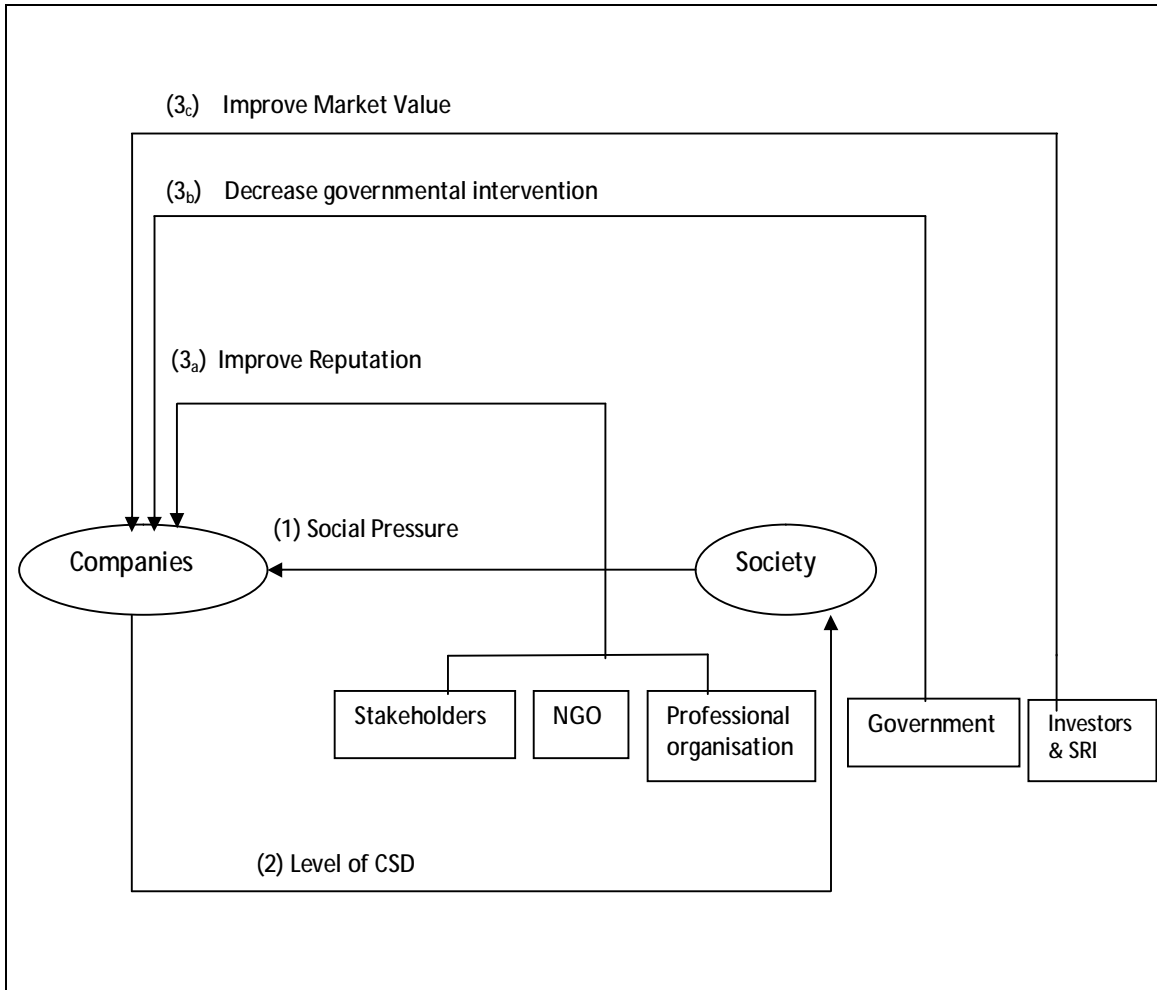 (3c) Improve Market Value
(3b) Decrease governmental intervention
(3a) Improve Reputation
(1) Social Pressure
Companies
Society
Stakeholders
NGO
Professional
organisation
Government
Investors
& SRI
(2) Level of CSD